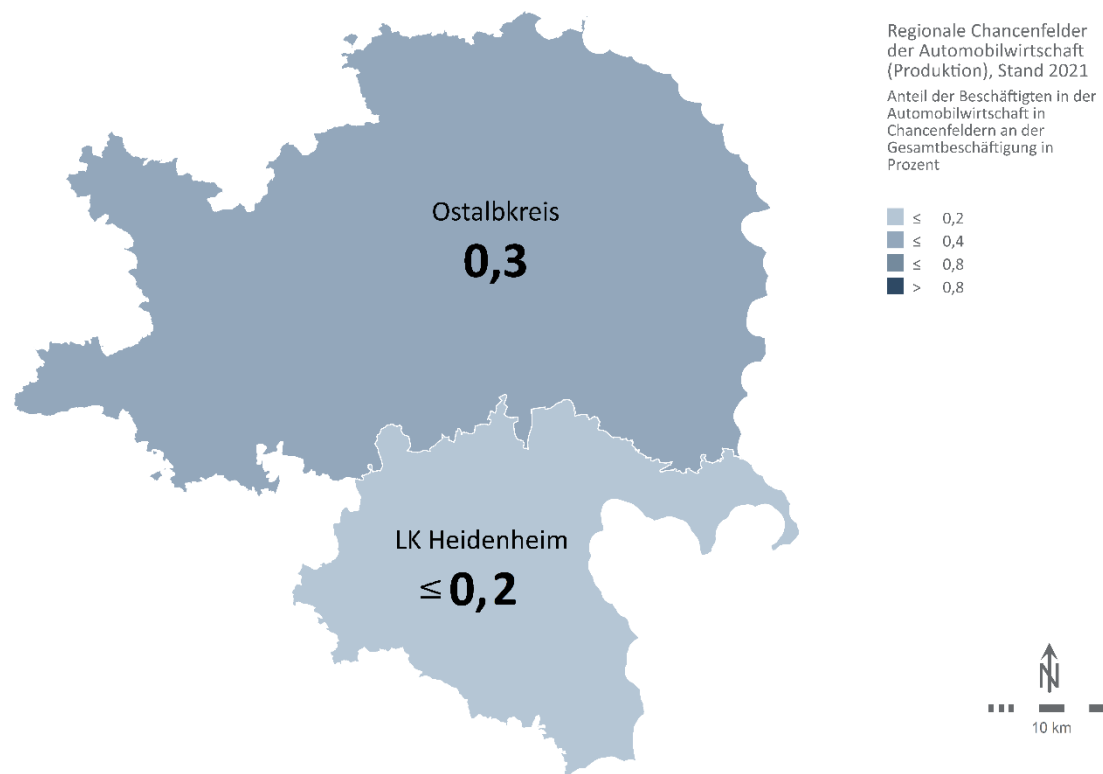 Regionale Chancenfelder
der Automobilwirtschaft
(Produktion), Stand 2021
Anteil der Beschäftigten in der
Automobilwirtschaft in
Chancenfeldern an der
Gesamtbeschäftigung in
Prozent
≤ 0,2
≤ 0,4
≤ 0,8
> 0,8
Ostalbkreis
0,3
LK Heidenheim
≤ 0,2
N
10 km